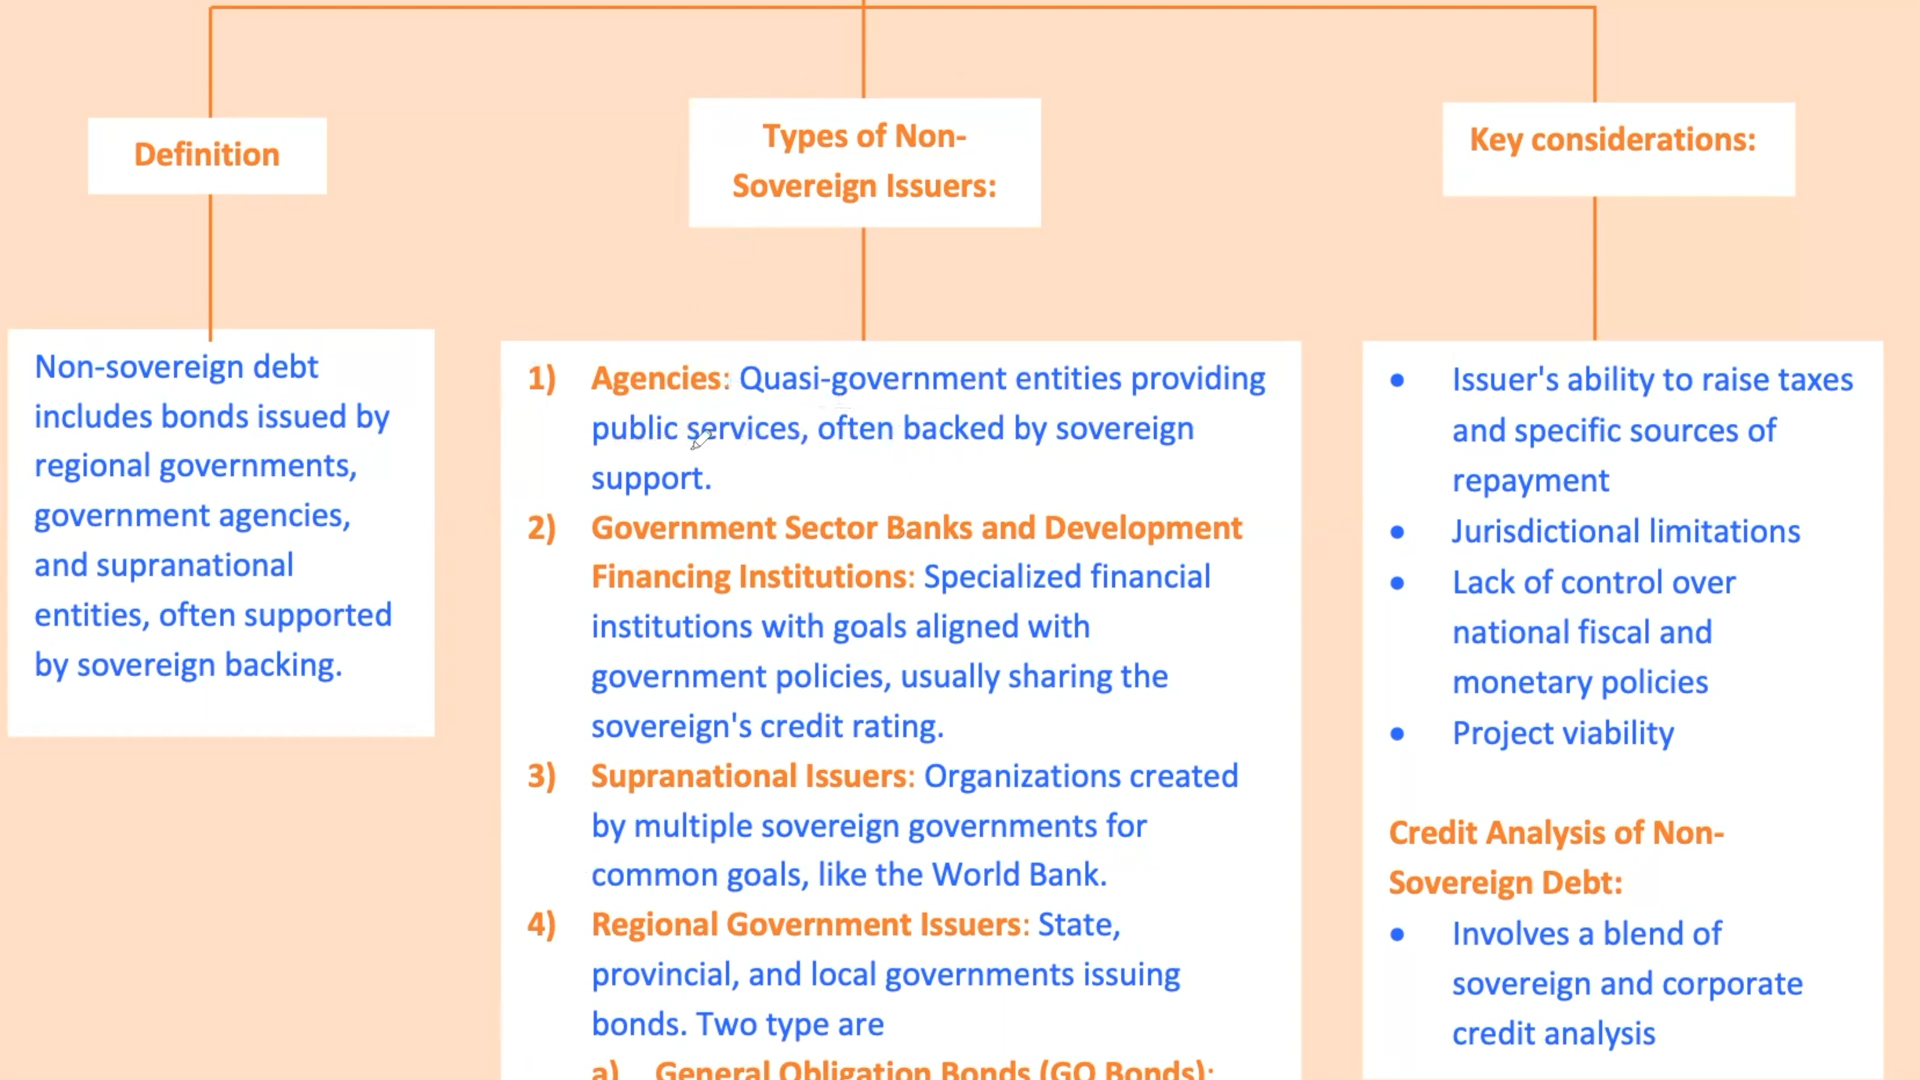 Definition
Types of Non-
Sovereign Issuers:
Key considerations:
Non-sovereign debt
includes bonds issued by
regional governments,
government agencies,
and supranational
entities, often supported
by sovereign backing.
1) Agencies: Quasi-government entities providing
public services, often backed by sovereign
support.
2) Government Sector Banks and Development
Financing Institutions: Specialized financial
institutions with goals aligned with
government policies, usually sharing the
sovereign's credit rating.
3) Supranational Issuers: Organizations created
by multiple sovereign governments for
common goals, like the World Bank.
4) Regional Government Issuers: State,
provincial, and local governments issuing
bonds. Two type are
a) General Obligation Bonds (GO Bonds):
• Issuer's ability to raise taxes
and specific sources of
repayment
• Jurisdictional limitations
• Lack of control over
national fiscal and
monetary policies
• Project viability
Credit Analysis of Non-
Sovereign Debt:
• Involves a blend of
sovereign and corporate
credit analysis